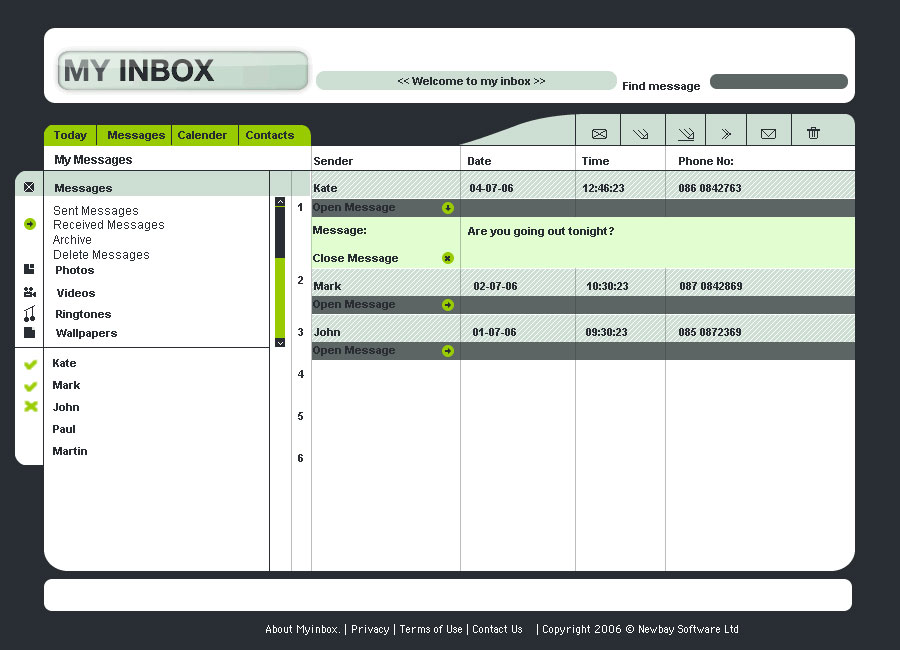 MY INBOX
<< Welcome to my inbox >>
Find message
Today Messages Calender Contacts
My Messages Sender Date Time Phone No:
Messages
Sent Messages
Received Messages
Archive
Delete Messages
Photos
Videos
Ringtones
Wallpapers
Kate
Mark
John
Paul
Martin
1
2
3
4
5
6
Kate 04-07-06 12:46:23 086 0842763
Open Message
Message: Are you going out tonight?
Close Message
Mark 02-07-06 10:30:23 087 0842869
Open Message
John 01-07-06 09:30:23 085 0872369
Open Message
About Myinbox. | Privacy | Terms of Use | Contact Us | Copyright 2006 © Newbay Software Ltd